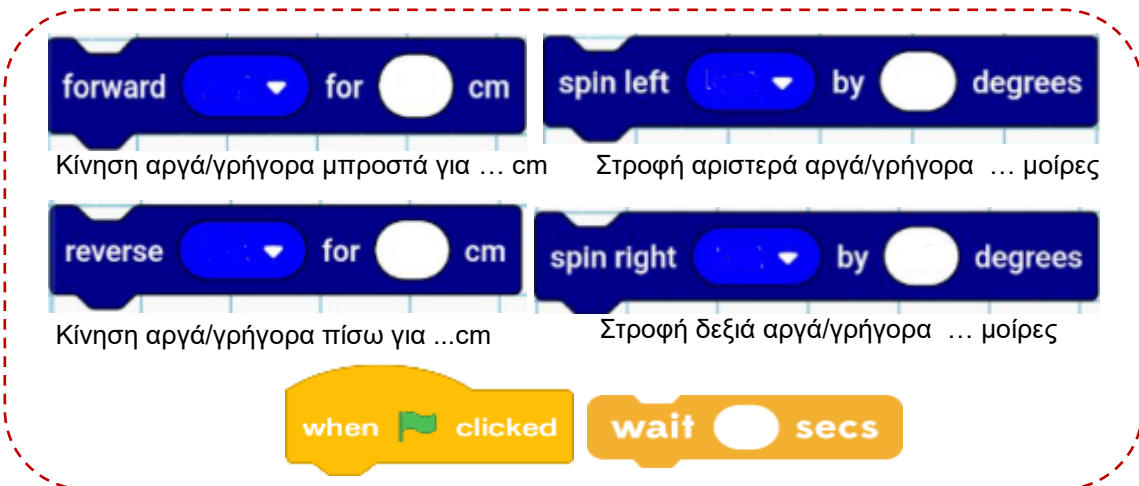 forward for cm
spin left by degrees
Κίνηση αργά/γρήγορα μπροστά για … cm
Στροφή αριστερά αργά/γρήγορα … μοίρες
reverse for cm
spin right by degrees
Κίνηση αργά/γρήγορα πίσω για ...cm
Στροφή δεξιά αργά/γρήγορα … μοίρες
when clicked
wait secs